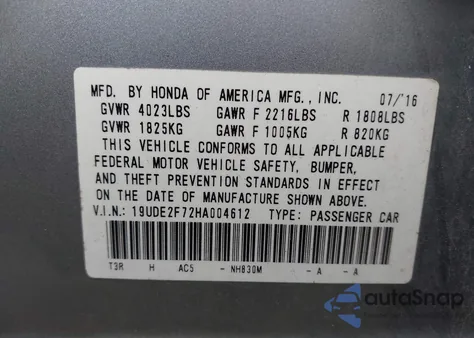 MFD. BY HONDA OF AMERICA MFG., INC. 07/'16
GVWR 4023LBS GAWR F 2216LBS R 1808LBS
GVWR 1825KG GAWR F 1005KG R 820KG
THIS VEHICLE CONFORMS TO ALL APPLICABLE
FEDERAL MOTOR VEHICLE SAFETY, BUMPER,
AND THEFT PREVENTION STANDARDS IN EFFECT
ON THE DATE OF MANUFACTURE SHOWN ABOVE.
V.I.N.: 19UDE2F72HA004612 TYPE: PASSENGER CAR
T3R H AC5 - NH830M - A - A
autoSnap